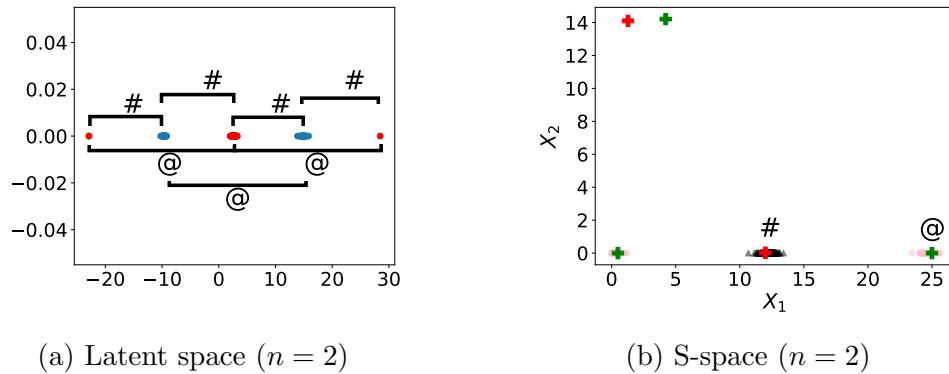 0.04
0.02
0.00
−0.02
−0.04
# # # #
@ @
@
−20 −10 0 10 20 30
(a) Latent space (n = 2)
14
12
10
8
6
4
2
0
X2
# @
0 5 10 15 20 25
X1
(b) S-space (n = 2)